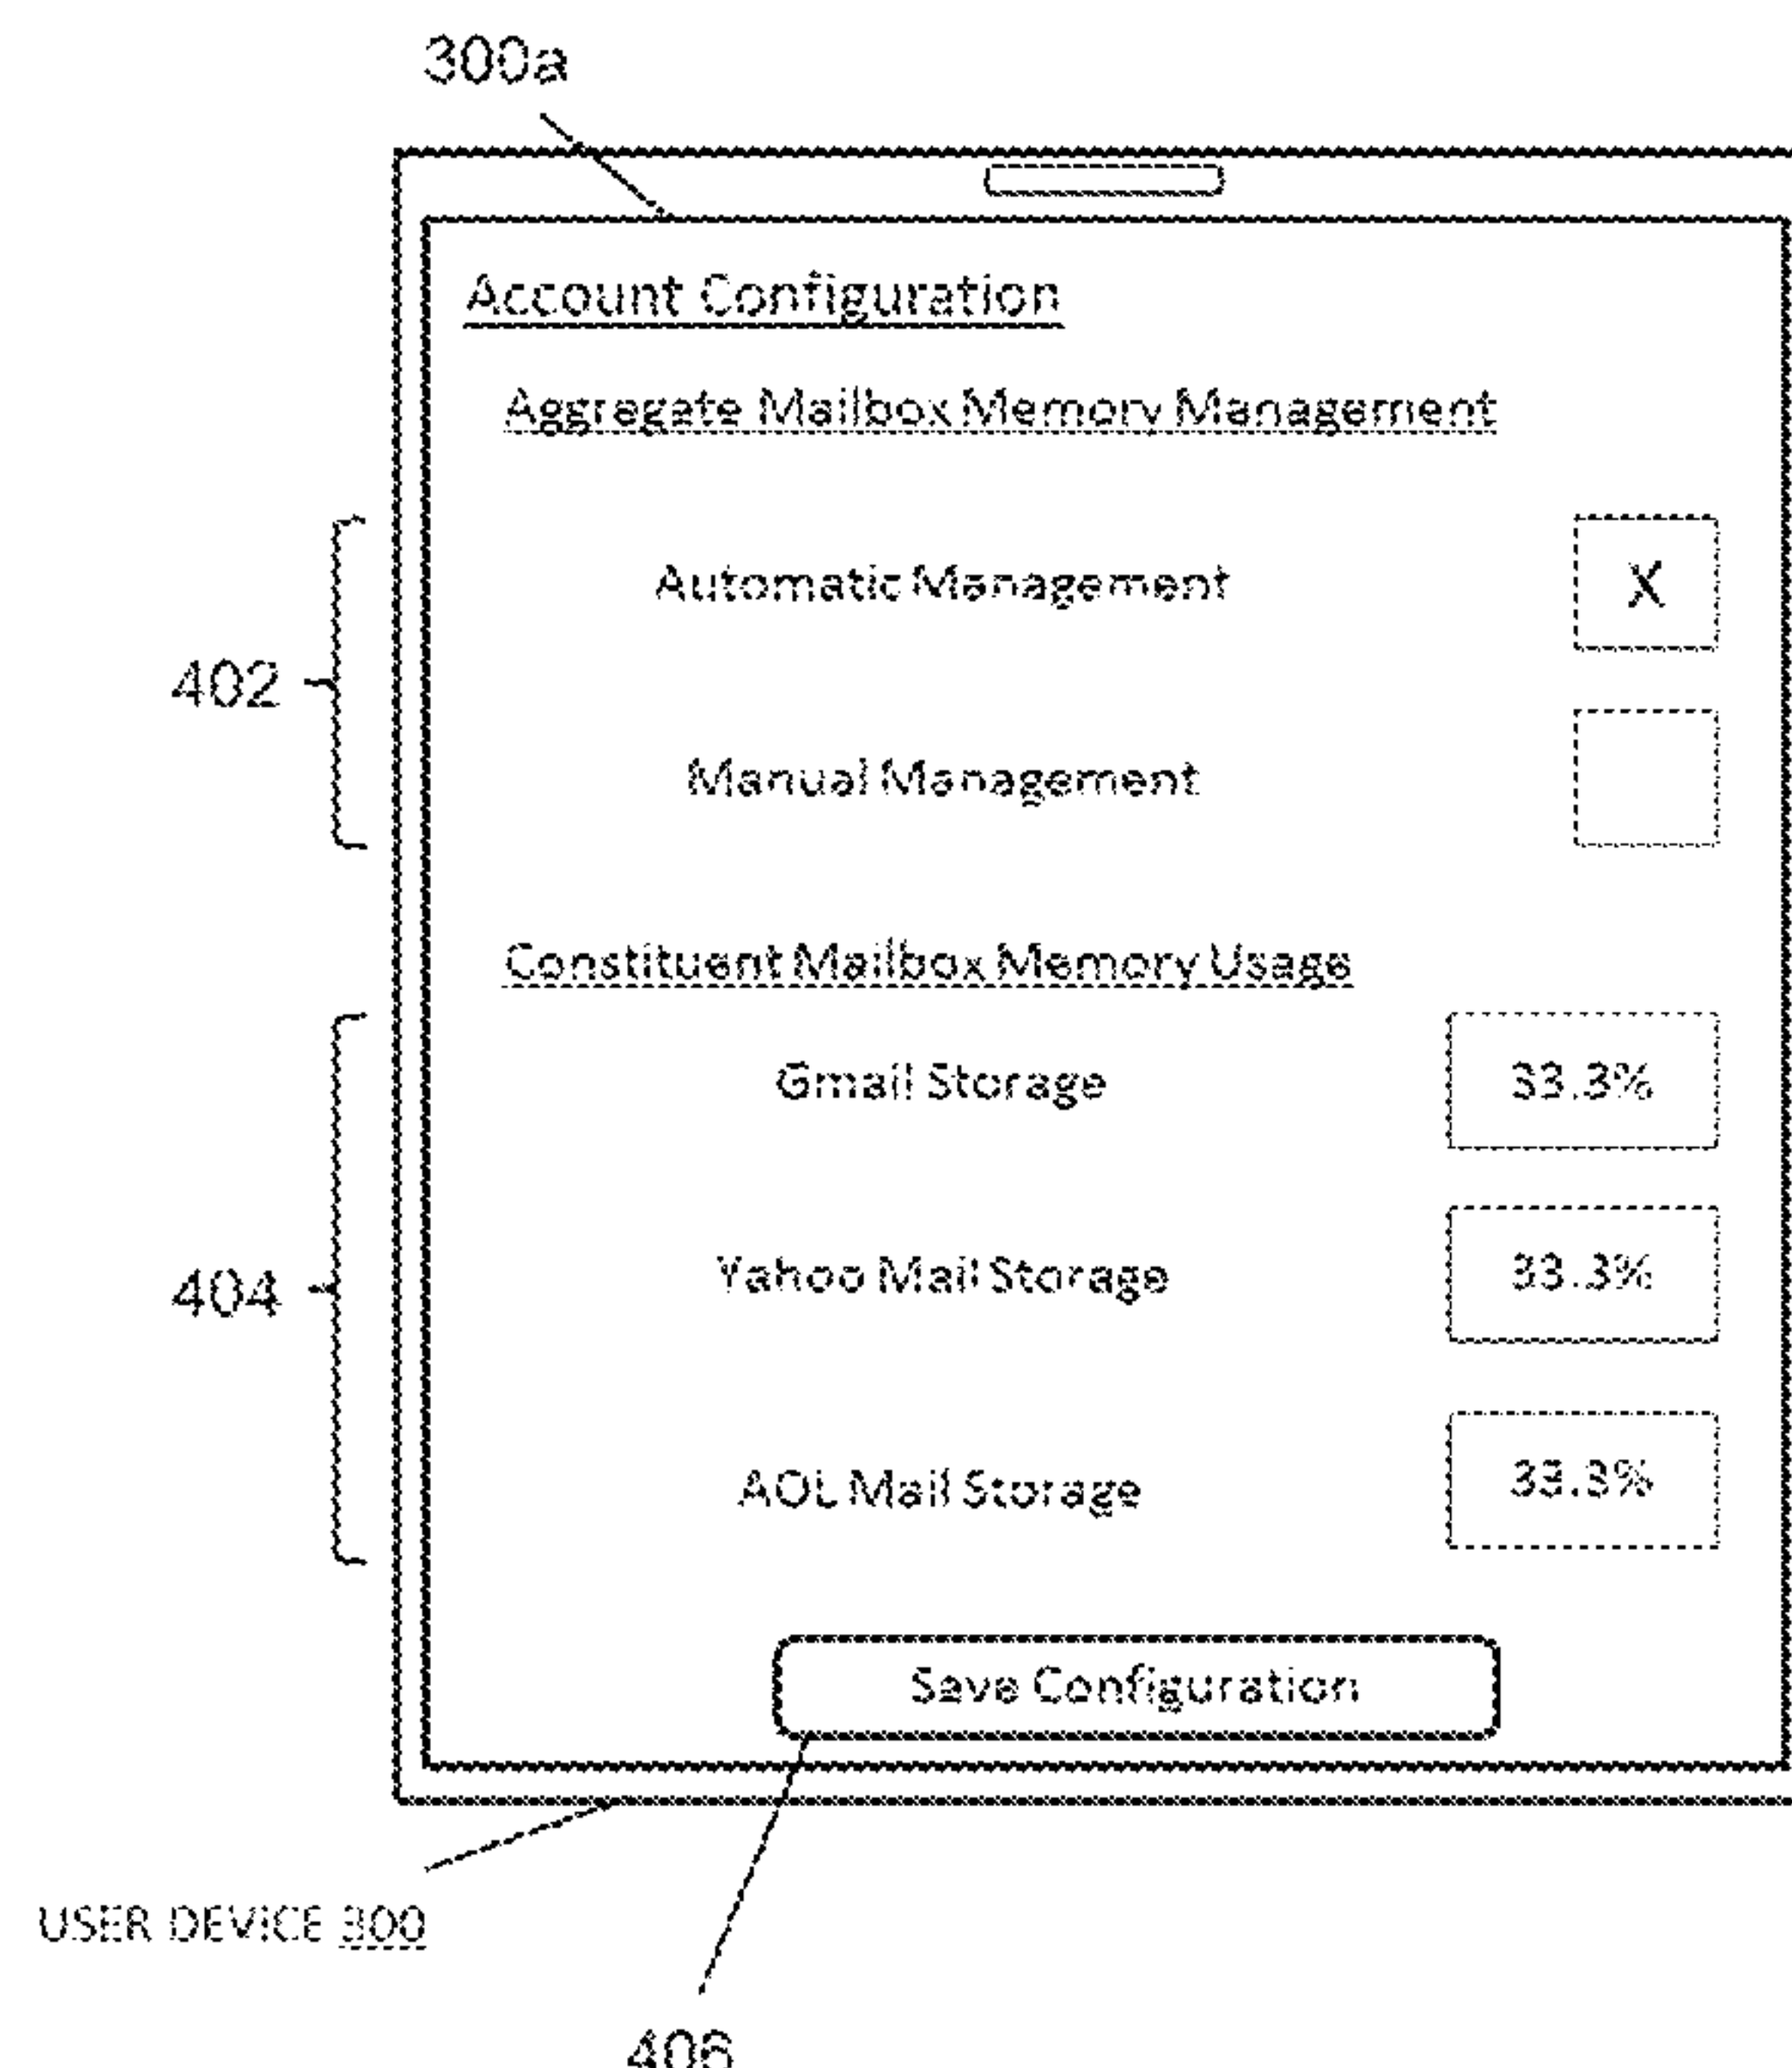 300a
Account Configuration
Aggregate Mailbox Memory Management
Automatic Management X
402
Manual Management
Constituent Mailbox Memory Usage
Gmail Storage 33.3%
Yahoo Mail Storage 33.3%
404
AOL Mail Storage 33.3%
Save Configuration
USER DEVICE 300
406